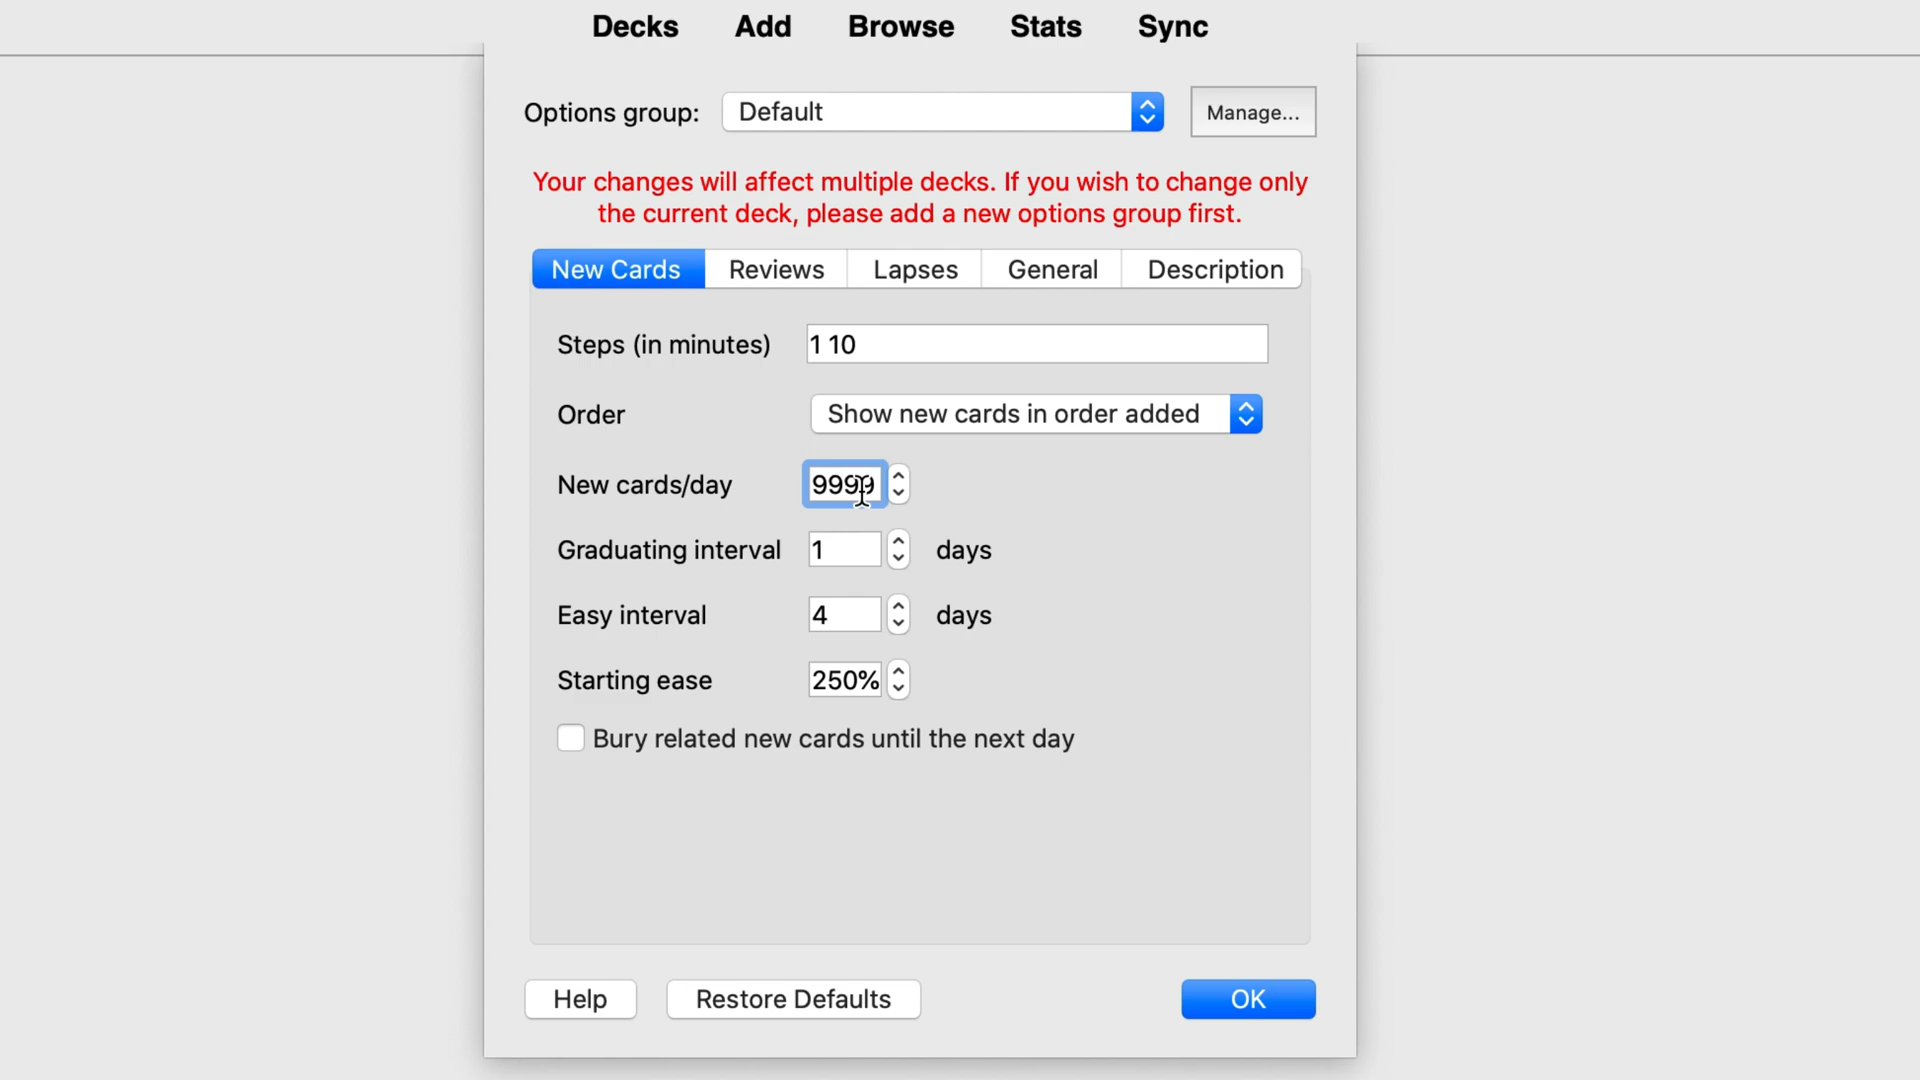 Decks Add Browse Stats Sync
Options group: Default Manage...
Your changes will affect multiple decks. If you wish to change only
the current deck, please add a new options group first.
New Cards Reviews Lapses General Description
Steps (in minutes) 1 10
Order Show new cards in order added
New cards/day 9999
Graduating interval 1 days
Easy interval 4 days
Starting ease 250%
Bury related new cards until the next day
Help Restore Defaults OK